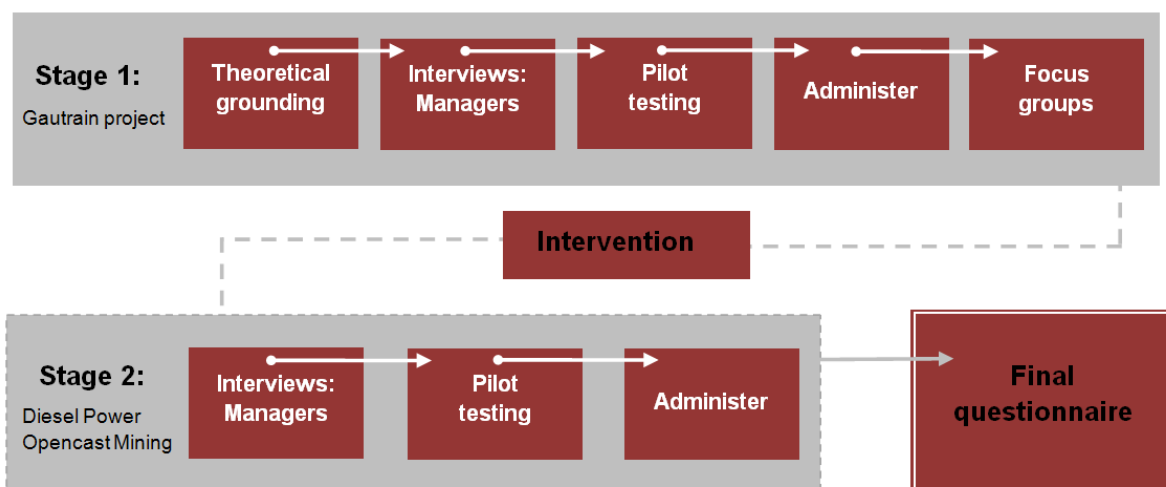 Stage 1:
Gautrain project
Theoretical
grounding
Interviews:
Managers
Pilot
testing
Administer
Focus
groups
Intervention
Stage 2:
Diesel Power
Opencast Mining
Interviews:
Managers
Pilot
testing
Administer
Final
questionnaire